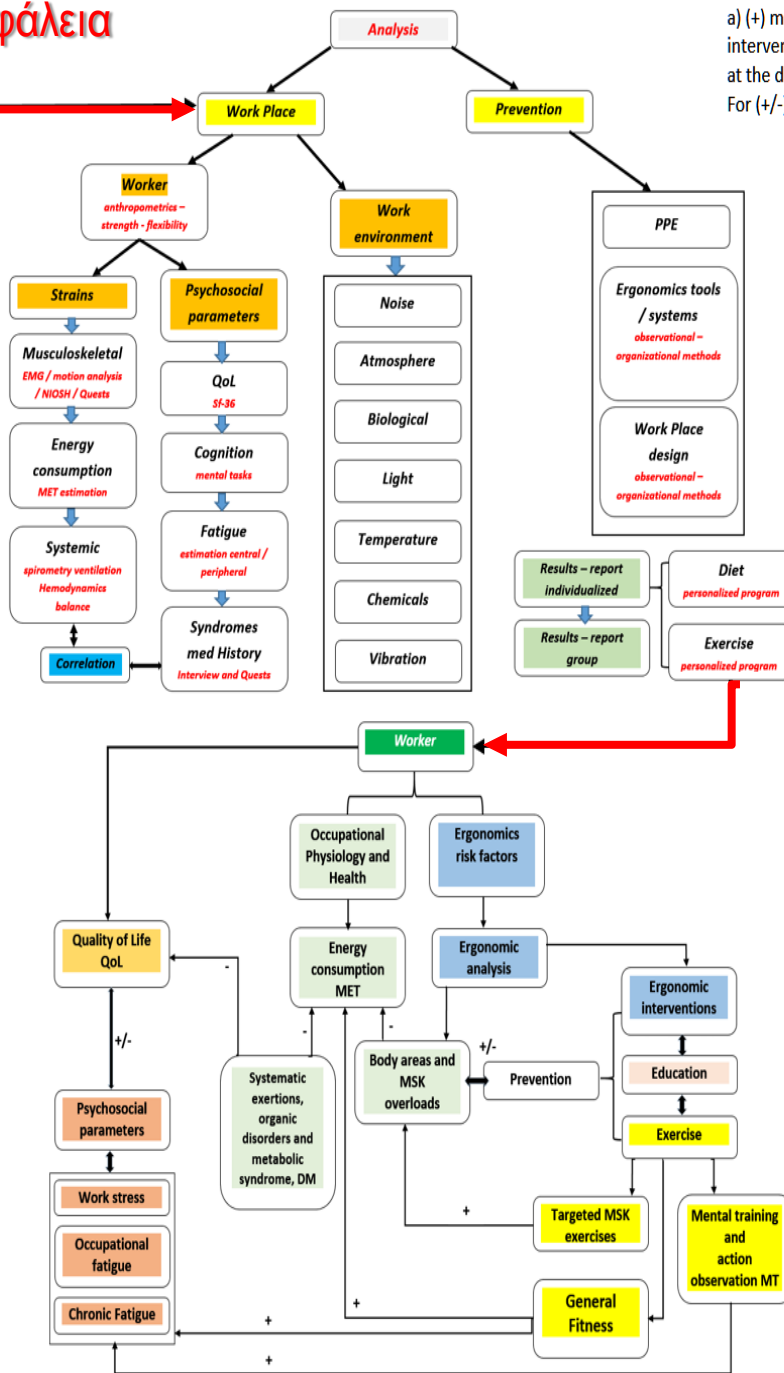 φάλεια
a) (+) m
interven
at the d
For (+/-)
Analysis
Work Place
Prevention
Worker
anthropometrics –
strength - flexibility
Work
environment
PPE
Ergonomics tools
/ systems
observational –
organizational methods
Work Place
design
observational –
organizational methods
Strains
Psychosocial
parameters
Musculoskeletal
EMG / motion analysis
/ NIOSH / Quests
QoL
Sf-36
Energy
consumption
MET estimation
Cognition
mental tasks
Systemic
spirometry ventilation
Hemodynamics
balance
Fatigue
estimation central /
peripheral
Correlation
Syndromes
med History
Interview and Quests
Noise
Atmosphere
Biological
Light
Temperature
Chemicals
Vibration
Results – report
individualized
Results – report
group
Diet
personalized program
Exercise
personalized program
Worker
Occupational
Physiology and
Health
Ergonomics
risk factors
Quality of Life
QoL
Energy
consumption
MET
Ergonomic
analysis
Ergonomic
interventions
-
-
-
+/-
+/-
Systematic
exertions,
organic
disorders and
metabolic
syndrome, DM
Body areas and
MSK
overloads
Prevention
Education
Exercise
Psychosocial
parameters
Work stress
Occupational
fatigue
Chronic Fatigue
+
Targeted MSK
exercises
Mental training
and
action
observation MT
+
General
Fitness
+
+